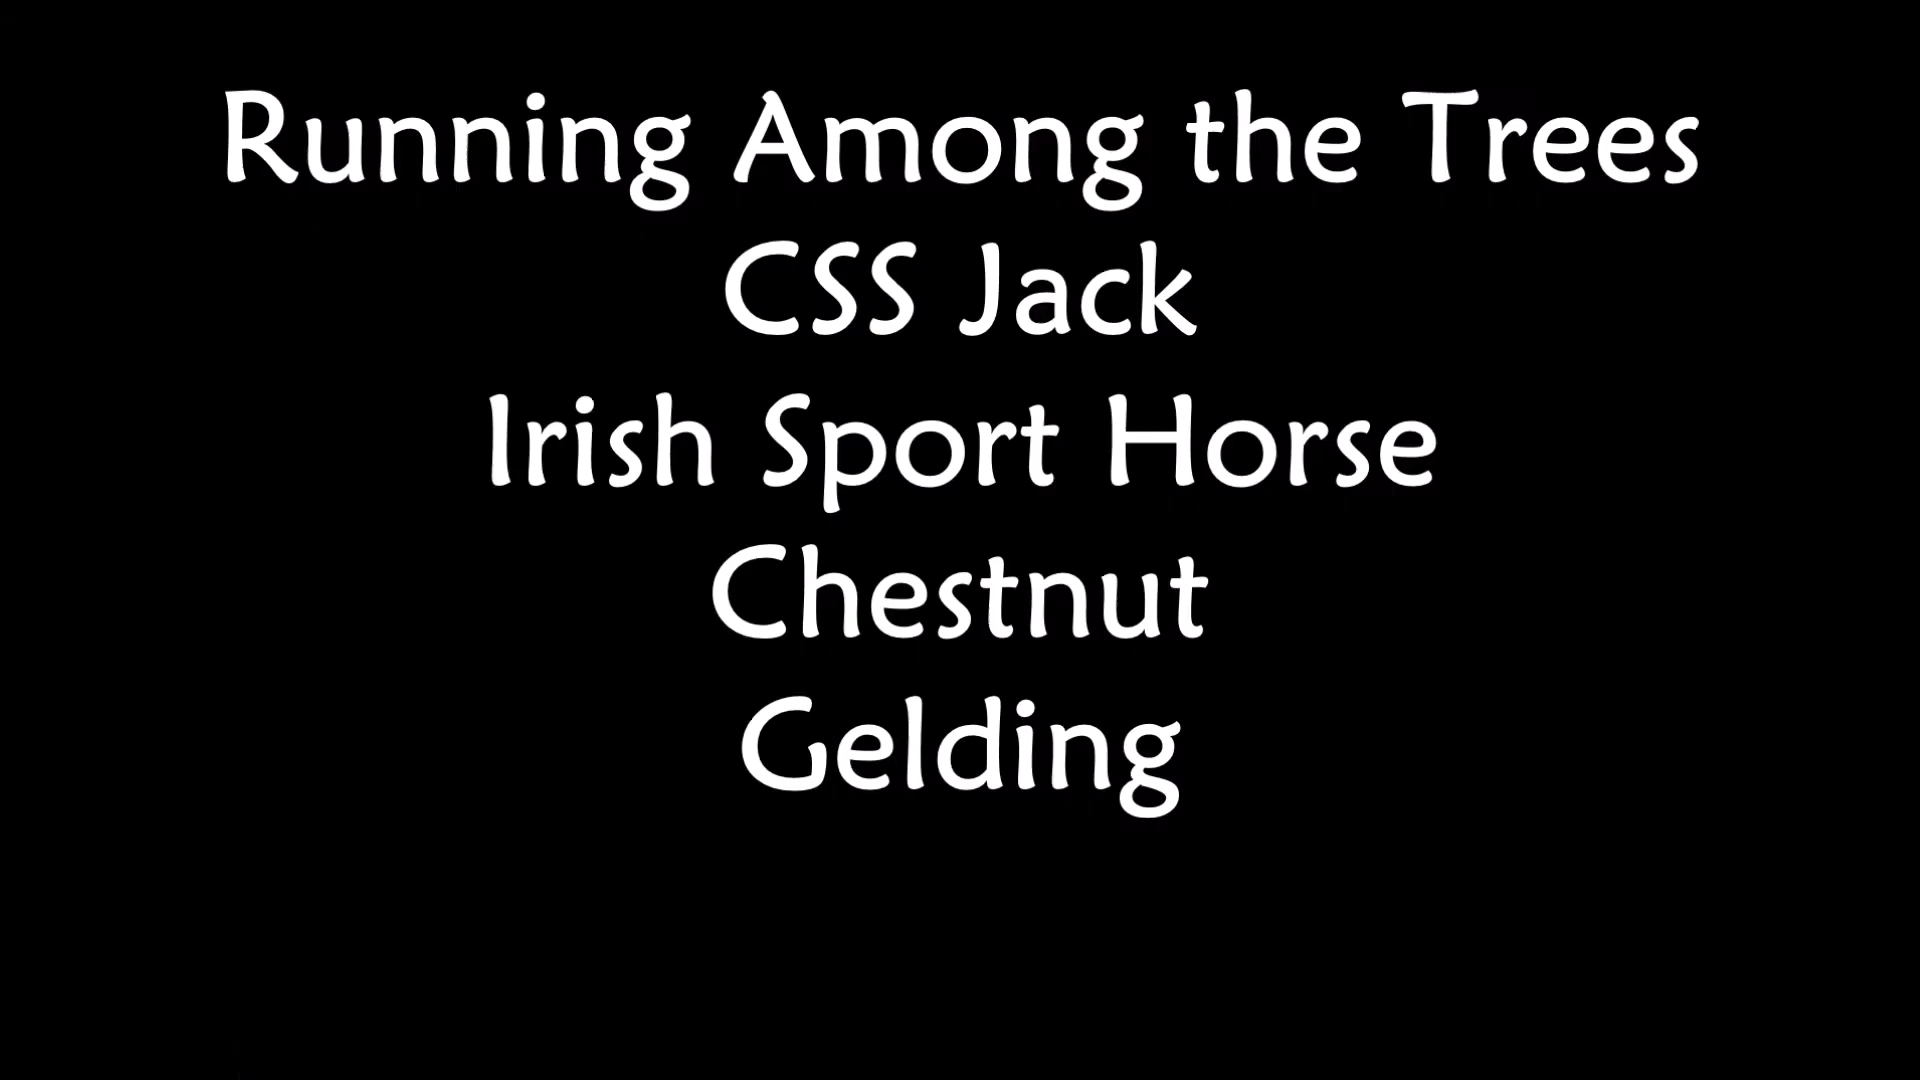 Running Among the Trees
CSS Jack
Irish Sport Horse
Chestnut
Gelding